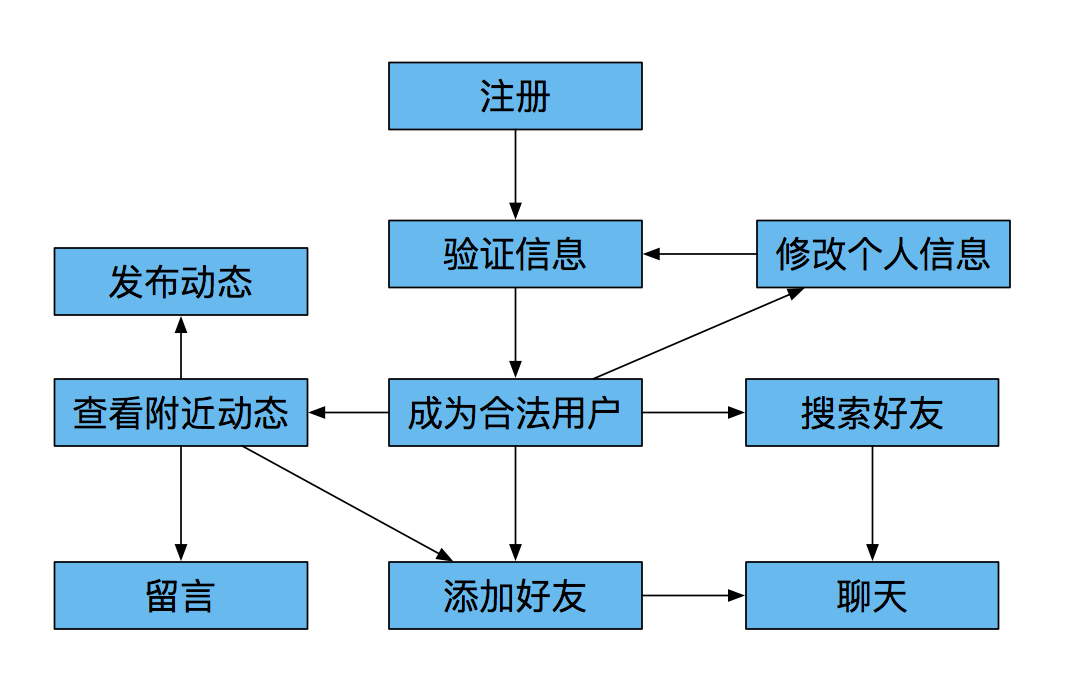 注册
验证信息
修改个人信息
发布动态
查看附近动态
成为合法用户
搜索好友
留言
添加好友
聊天